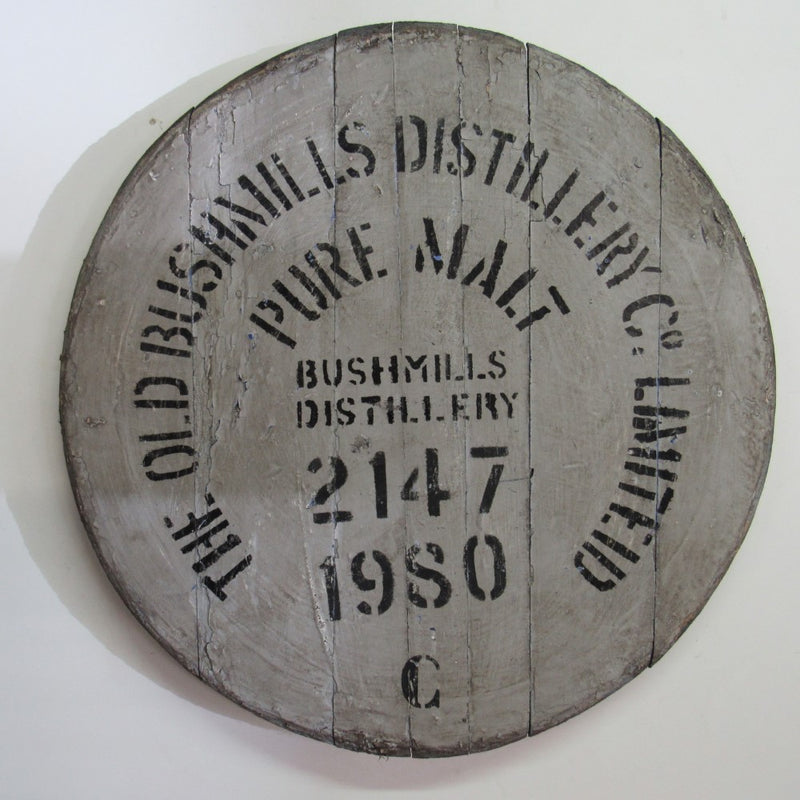 THE OLD BUSHMILLS DISTILLERY Cº. LIMITED
PURE MALT
BUSHMILLS
DISTILLERY
2147
1980
C